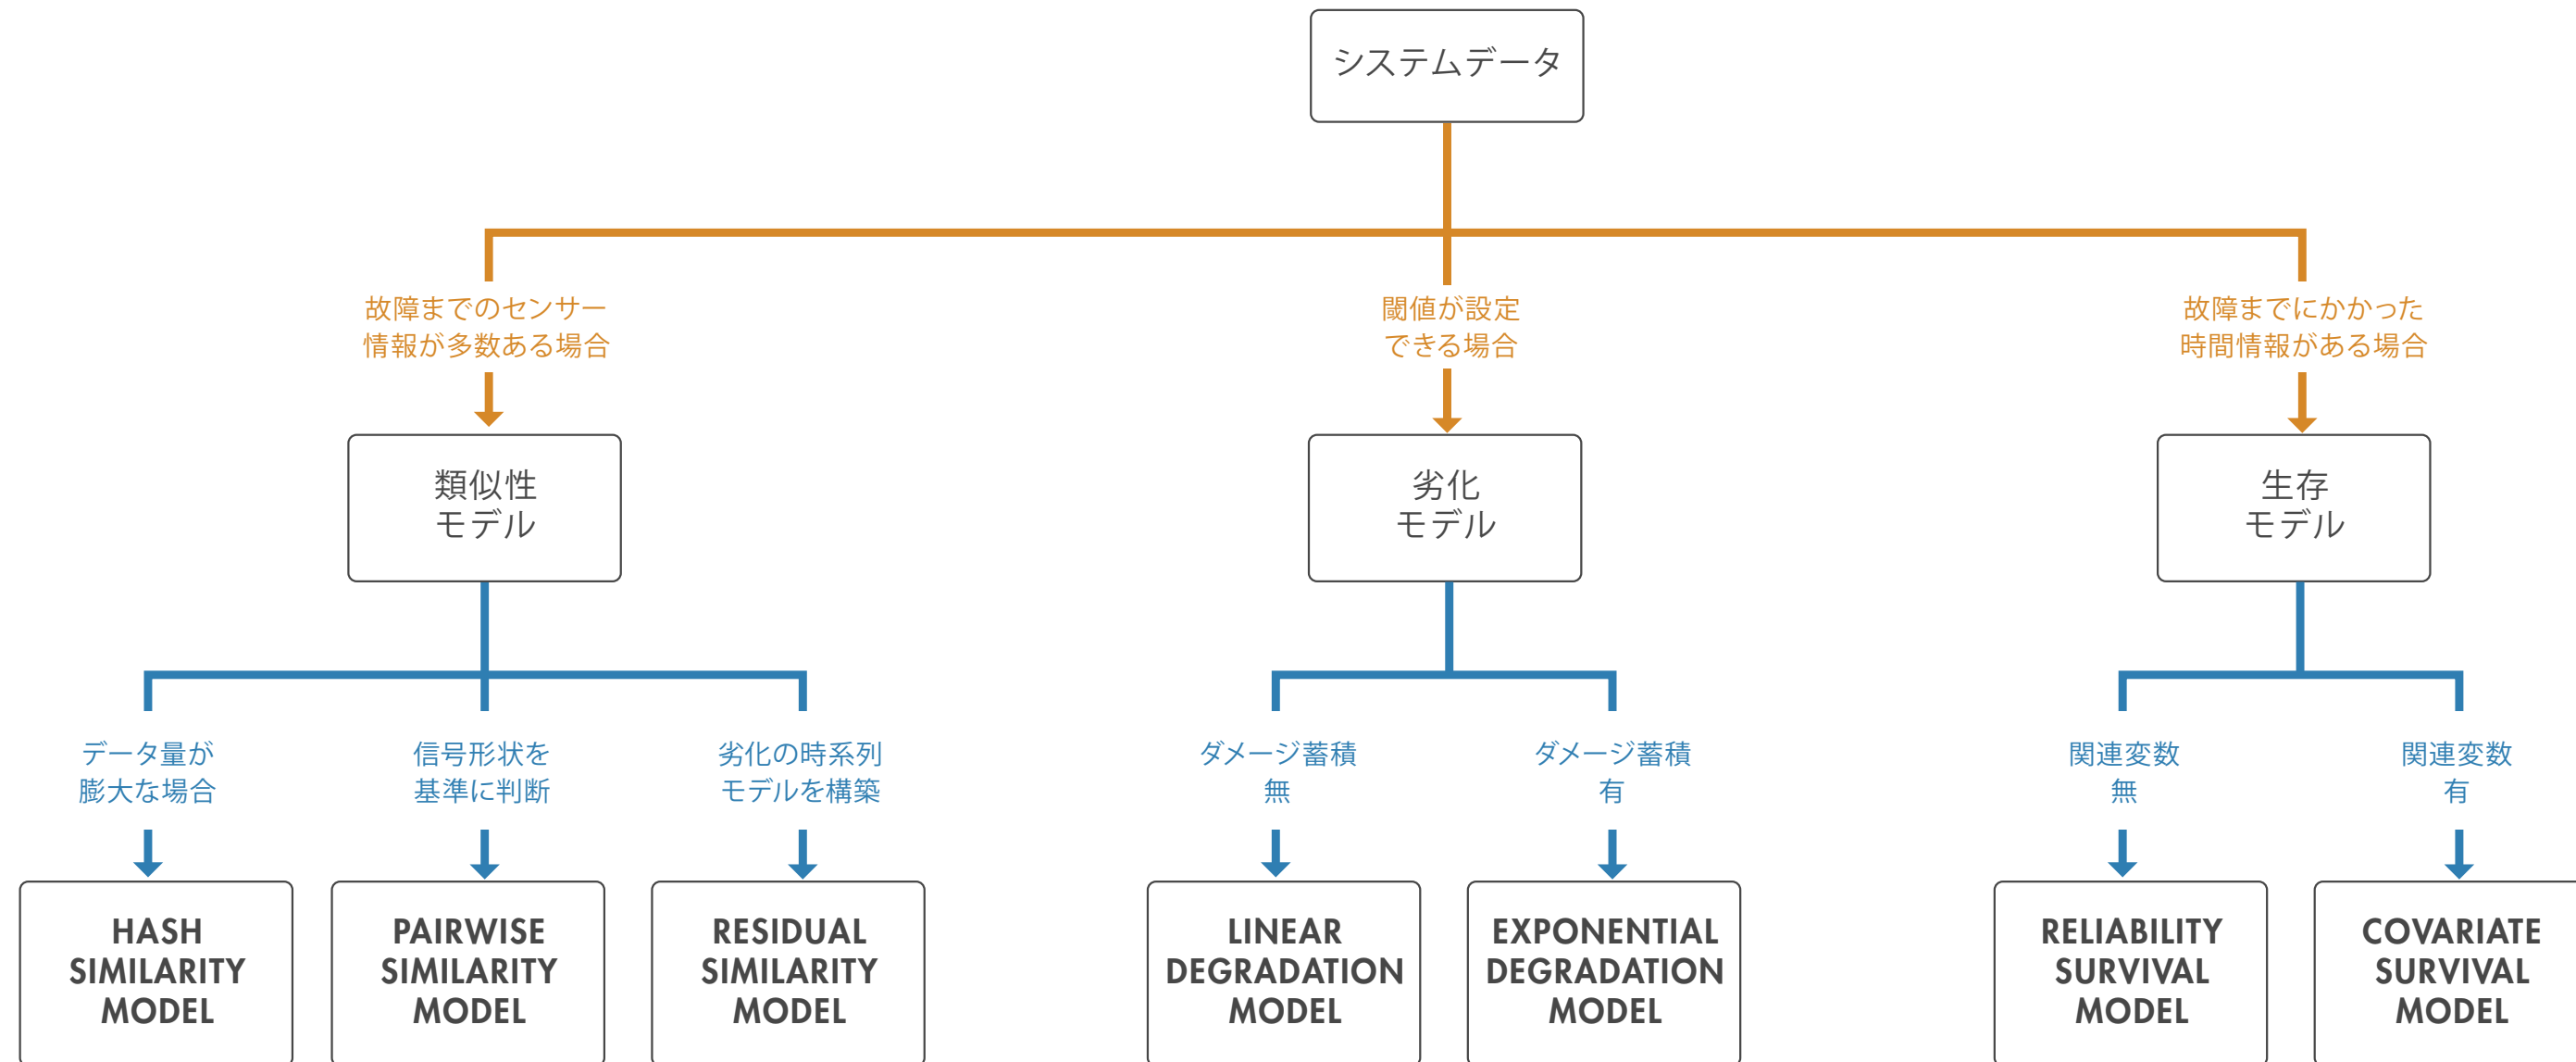 システムデータ
故障までのセンサー
情報が多数ある場合
閾値が設定
できる場合
故障までにかかった
時間情報がある場合
類似性
モデル
劣化
モデル
生存
モデル
データ量が
膨大な場合
信号形状を
基準に判断
劣化の時系列
モデルを構築
ダメージ蓄積
無
ダメージ蓄積
有
関連変数
無
関連変数
有
HASH
SIMILARITY
MODEL
PAIRWISE
SIMILARITY
MODEL
RESIDUAL
SIMILARITY
MODEL
LINEAR
DEGRADATION
MODEL
EXPONENTIAL
DEGRADATION
MODEL
RELIABILITY
SURVIVAL
MODEL
COVARIATE
SURVIVAL
MODEL